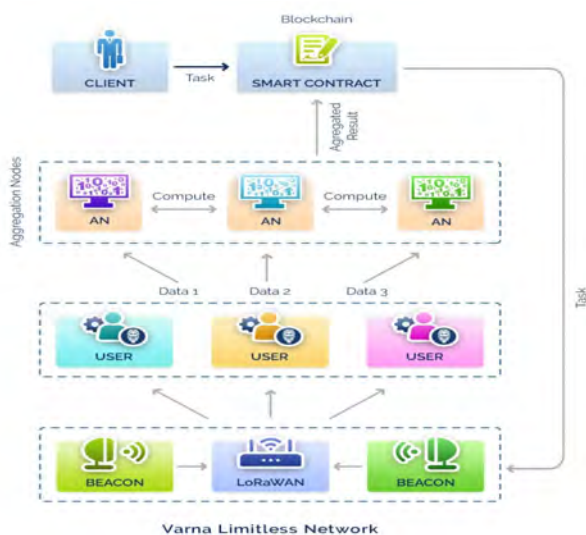 Blockchain
CLIENT
Task
SMART CONTRACT
Agregated
Result
Aggregation Nodes
AN
Compute
AN
Compute
AN
Task
Data 1
Data 2
Data 3
USER
USER
USER
BEACON
LoRaWAN
BEACON
Varna Limitless Network